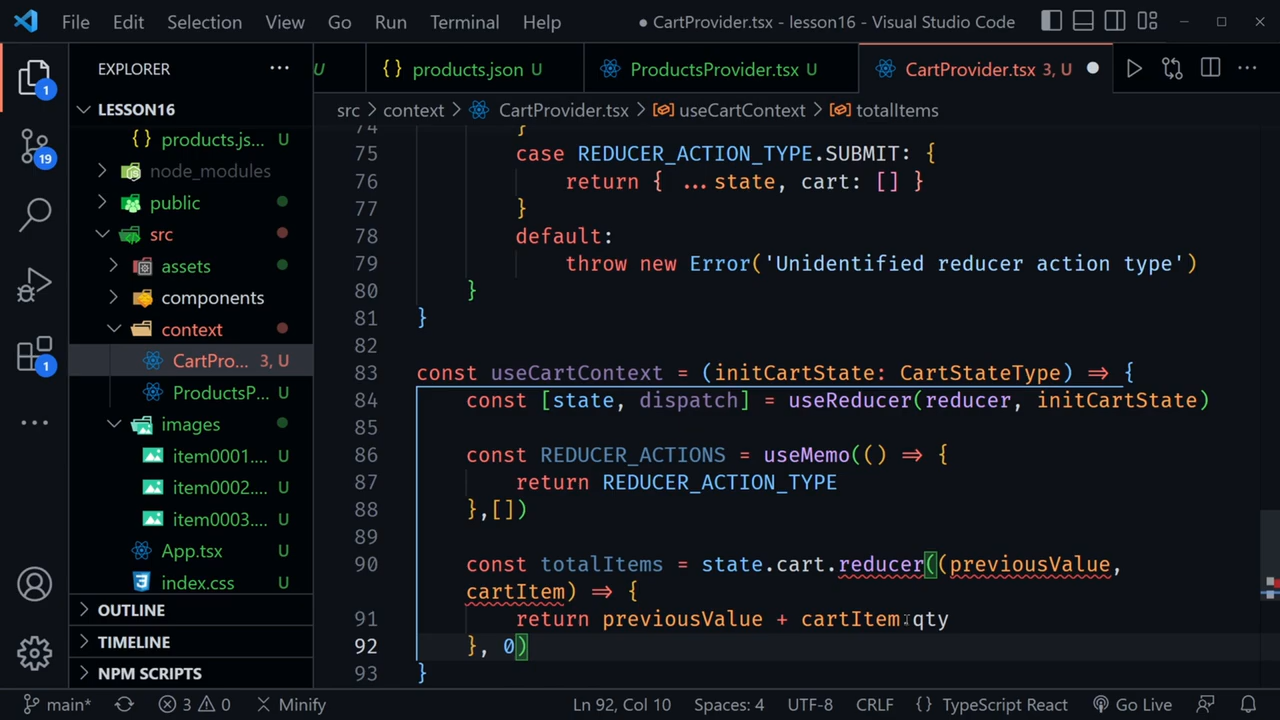 File Edit Selection View Go Run Terminal Help
● CartProvider.tsx - lesson16 - Visual Studio Code
EXPLORER ···
U
{} products.json U
ProductsProvider.tsx U
CartProvider.tsx 3, U
1
LESSON16
src > context > CartProvider.tsx > useCartContext > totalItems
{} products.js... U
node_modules
public
src
assets
components
context
CartPro... 3, U
ProductsP... U
images
item0001.... U
item0002.... U
item0003.... U
App.tsx U
index.css U
OUTLINE
TIMELINE
NPM SCRIPTS
19
1
74 }
75 case REDUCER_ACTION_TYPE.SUBMIT: {
76 return { ...state, cart: [] }
77 }
78 default:
79 throw new Error('Unidentified reducer action type')
80 }
81 }
82
83 const useCartContext = (initCartState: CartStateType) => {
84 const [state, dispatch] = useReducer(reducer, initCartState)
85
86 const REDUCER_ACTIONS = useMemo(() => {
87 return REDUCER_ACTION_TYPE
88 },[])
89
90 const totalItems = state.cart.reducer((previousValue,
cartItem) => {
91 return previousValue + cartItem.qty
92 }, 0)
93 }
main* 3 0 Minify Ln 92, Col 10 Spaces: 4 UTF-8 CRLF {} TypeScript React Go Live